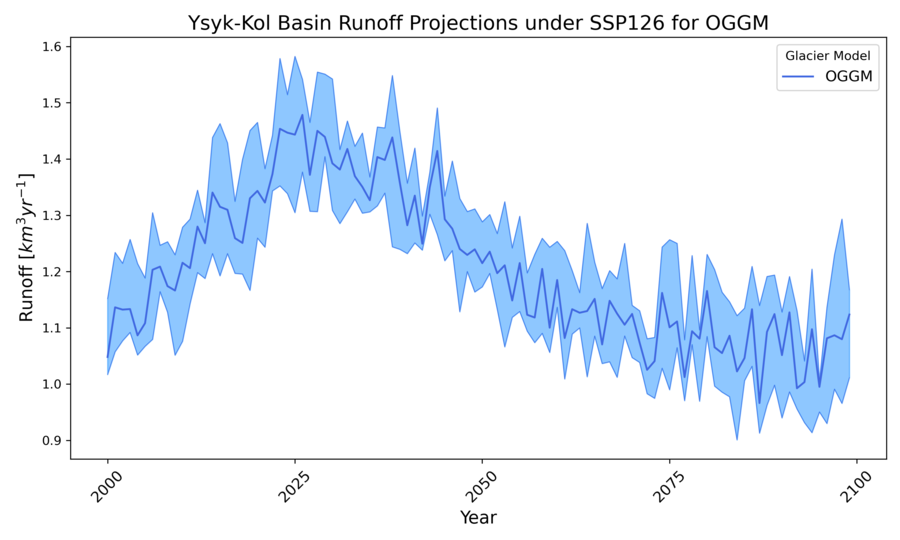 Ysyk-Kol Basin Runoff Projections under SSP126 for OGGM
Glacier Model
OGGM
1.6
1.5
1.4
1.3
1.2
1.1
1.0
0.9
Runoff [km³yr⁻¹]
2000
2025
2050
2075
2100
Year